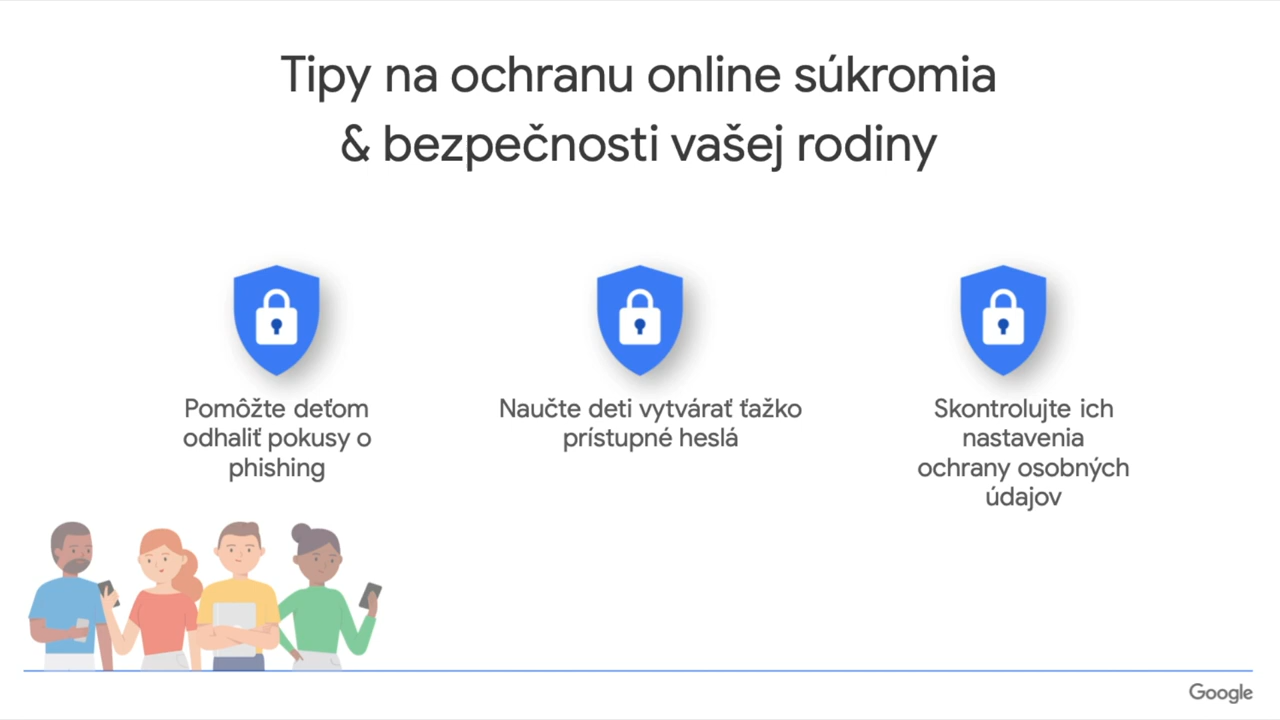 Tipy na ochranu online súkromia
& bezpečnosti vašej rodiny
Pomôžte deťom
odhaliť pokusy o
phishing
Naučte deti vytvárať ťažko
prístupné heslá
Skontrolujte ich
nastavenia
ochrany osobných
údajov
Google